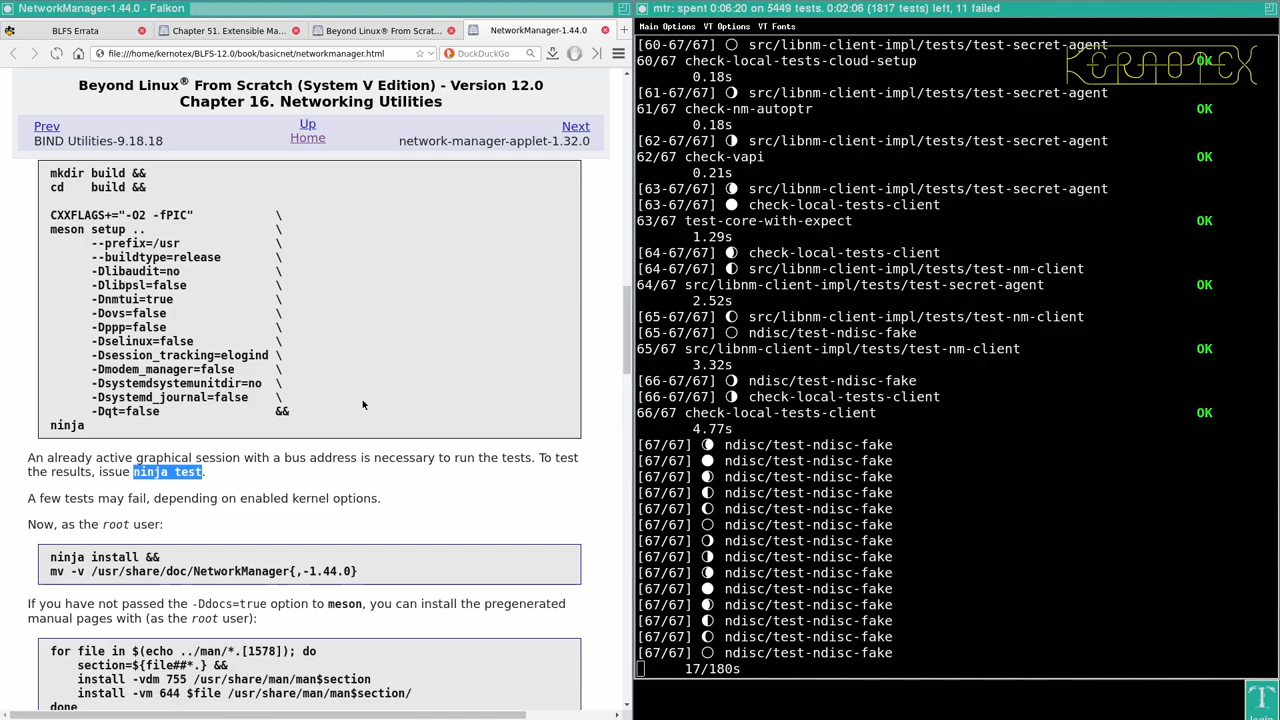 NetworkManager-1.44.0 - Falkon
BLFS Errata
Chapter 51. Extensible Ma...
Beyond Linux® From Scrat...
NetworkManager-1.44.0
file:///home/kernotex/BLFS-12.0/book/basicnet/networkmanager.html
DuckDuckGo
Beyond Linux® From Scratch (System V Edition) - Version 12.0
Chapter 16. Networking Utilities
Prev
Up
Next
BIND Utilities-9.18.18
Home
network-manager-applet-1.32.0
mkdir build &&
cd    build &&
CXXFLAGS+="-O2 -fPIC"            \
meson setup ..                   \
      --prefix=/usr              \
      --buildtype=release        \
      -Dlibaudit=no              \
      -Dlibpsl=false             \
      -Dnmtui=true               \
      -Dovs=false                \
      -Dppp=false                \
      -Dselinux=false            \
      -Dsession_tracking=elogind \
      -Dmodem_manager=false      \
      -Dsystemdsystemunitdir=no  \
      -Dsystemd_journal=false    \
      -Dqt=false                 &&
ninja
An already active graphical session with a bus address is necessary to run the tests. To test
the results, issue ninja test.
A few tests may fail, depending on enabled kernel options.
Now, as the root user:
ninja install &&
mv -v /usr/share/doc/NetworkManager{,-1.44.0}
If you have not passed the -Ddocs=true option to meson, you can install the pregenerated
manual pages with (as the root user):
for file in $(echo ../man/*.[1578]); do
    section=${file##*.} &&
    install -vdm 755 /usr/share/man/man$section
    install -vm 644 $file /usr/share/man/man$section/
done
mtr: spent 0:06:20 on 5449 tests. 0:02:06 (1817 tests) left, 11 failed
Main Options  VT Options  VT Fonts
KERNOTEX
[60-67/67] 🌕 src/libnm-client-impl/tests/test-secret-agent
60/67 check-local-tests-cloud-setup OK
0.18s
[61-67/67] 🌖 src/libnm-client-impl/tests/test-secret-agent
61/67 check-nm-autoptr OK
0.18s
[62-67/67] 🌗 src/libnm-client-impl/tests/test-secret-agent
62/67 check-vapi OK
0.21s
[63-67/67] 🌘 src/libnm-client-impl/tests/test-secret-agent
[63-67/67] 🌑 check-local-tests-client
63/67 test-core-with-expect OK
1.29s
[64-67/67] 🌒 check-local-tests-client
[64-67/67] 🌓 src/libnm-client-impl/tests/test-nm-client
64/67 src/libnm-client-impl/tests/test-secret-agent OK
2.52s
[65-67/67] 🌔 src/libnm-client-impl/tests/test-nm-client
[65-67/67] 🌕 ndisc/test-ndisc-fake
65/67 src/libnm-client-impl/tests/test-nm-client OK
3.32s
[66-67/67] 🌖 ndisc/test-ndisc-fake
[66-67/67] 🌗 check-local-tests-client
66/67 check-local-tests-client OK
4.77s
[67/67] 🌘 ndisc/test-ndisc-fake
[67/67] 🌑 ndisc/test-ndisc-fake
[67/67] 🌒 ndisc/test-ndisc-fake
[67/67] 🌓 ndisc/test-ndisc-fake
[67/67] 🌔 ndisc/test-ndisc-fake
[67/67] 🌕 ndisc/test-ndisc-fake
[67/67] 🌖 ndisc/test-ndisc-fake
[67/67] 🌗 ndisc/test-ndisc-fake
[67/67] 🌘 ndisc/test-ndisc-fake
[67/67] 🌑 ndisc/test-ndisc-fake
[67/67] 🌒 ndisc/test-ndisc-fake
[67/67] 🌓 ndisc/test-ndisc-fake
[67/67] 🌔 ndisc/test-ndisc-fake
[67/67] 🌕 ndisc/test-ndisc-fake
17/180s
login